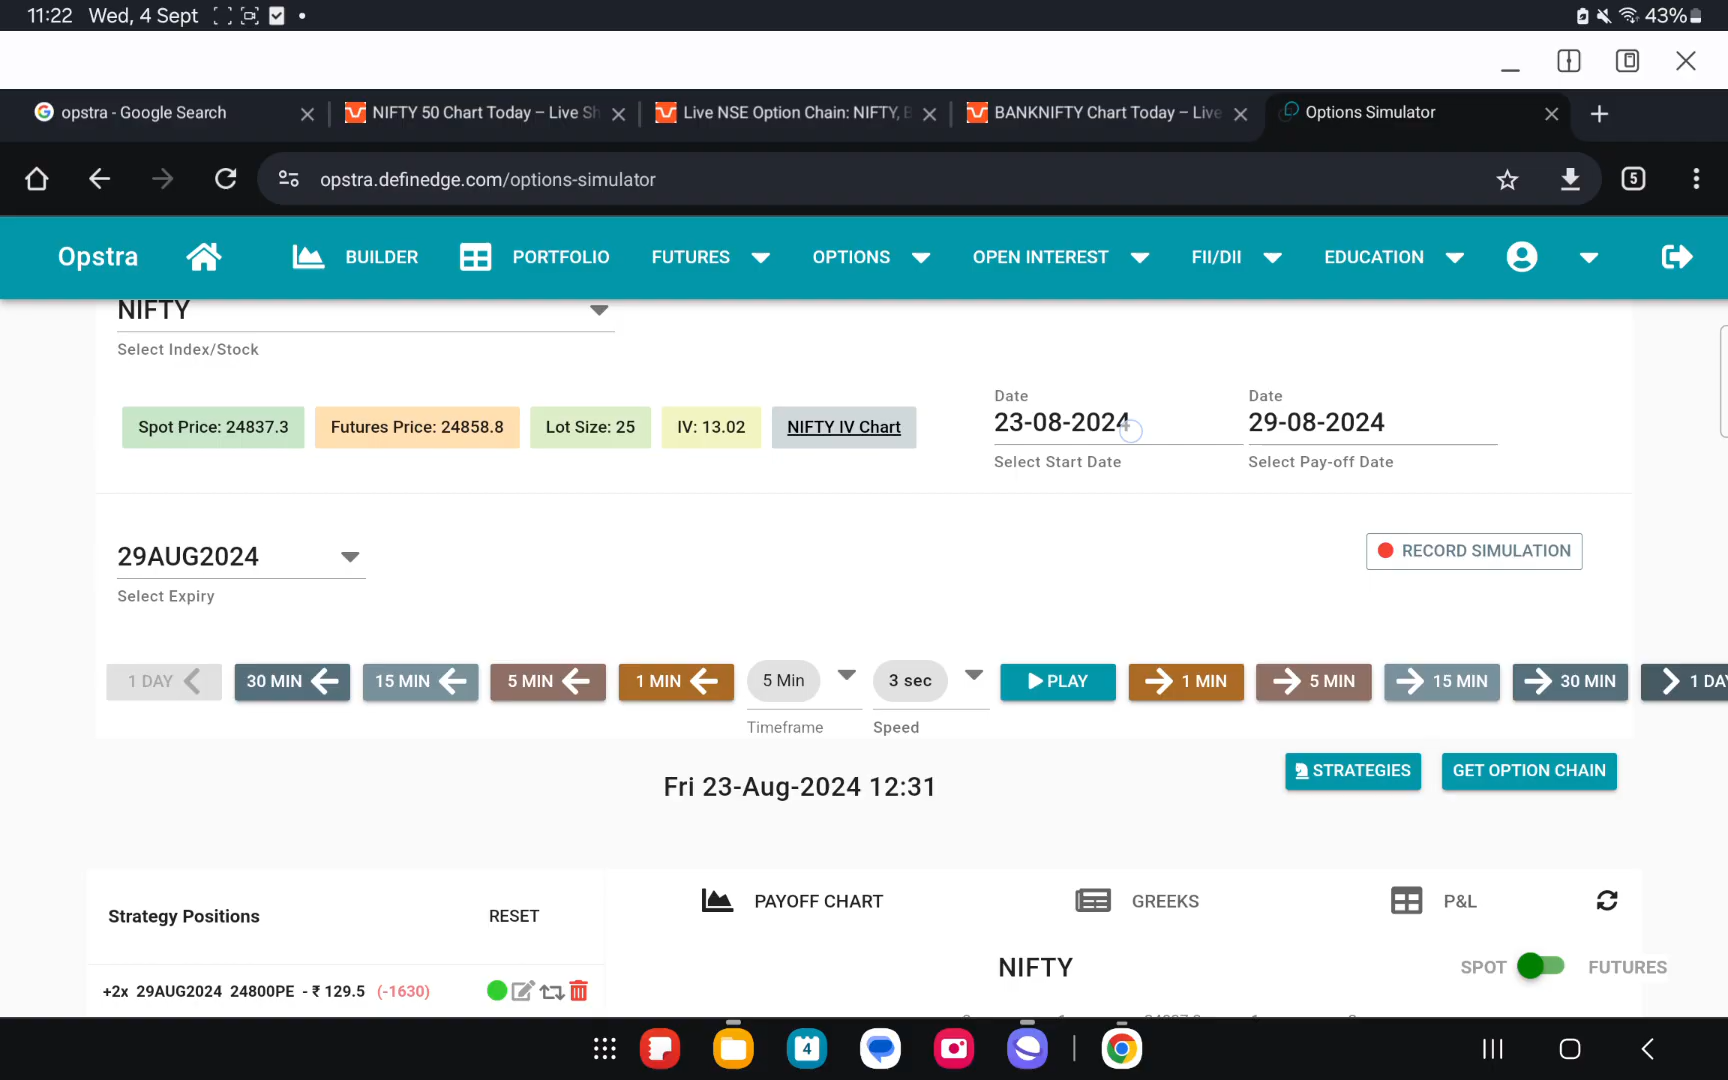 11:22 Wed, 4 Sept
43%
opstra - Google Search
NIFTY 50 Chart Today – Live Sh
Live NSE Option Chain: NIFTY, B
BANKNIFTY Chart Today – Live
Options Simulator
opstra.definedge.com/options-simulator
5
Opstra
BUILDER
PORTFOLIO
FUTURES
OPTIONS
OPEN INTEREST
FII/DII
EDUCATION
NIFTY
Select Index/Stock
Spot Price: 24837.3
Futures Price: 24858.8
Lot Size: 25
IV: 13.02
NIFTY IV Chart
Date
23-08-2024
Select Start Date
Date
29-08-2024
Select Pay-off Date
29AUG2024
Select Expiry
RECORD SIMULATION
1 DAY
30 MIN
15 MIN
5 MIN
1 MIN
5 Min
Timeframe
3 sec
Speed
PLAY
1 MIN
5 MIN
15 MIN
30 MIN
1 DAY
Fri 23-Aug-2024 12:31
STRATEGIES
GET OPTION CHAIN
Strategy Positions
RESET
PAYOFF CHART
GREEKS
P&L
NIFTY
SPOT
FUTURES
+2x 29AUG2024 24800PE - ₹ 129.5 (-1630)
4